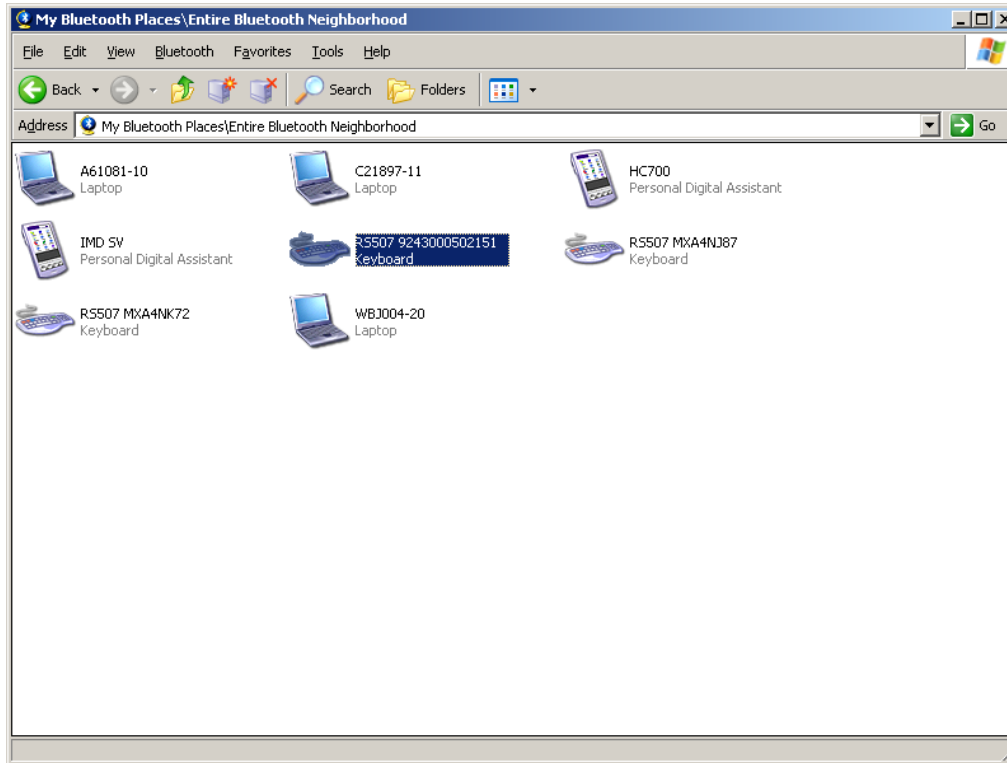 My Bluetooth Places\Entire Bluetooth Neighborhood
File Edit View Bluetooth Favorites Tools Help
Back Search Folders
Address My Bluetooth Places\Entire Bluetooth Neighborhood Go
A61081-10
Laptop
C21897-11
Laptop
HC700
Personal Digital Assistant
IMD SV
Personal Digital Assistant
RS507 9243000502151
Keyboard
RS507 MXA4NJ87
Keyboard
RS507 MXA4NK72
Keyboard
WBJ004-20
Laptop